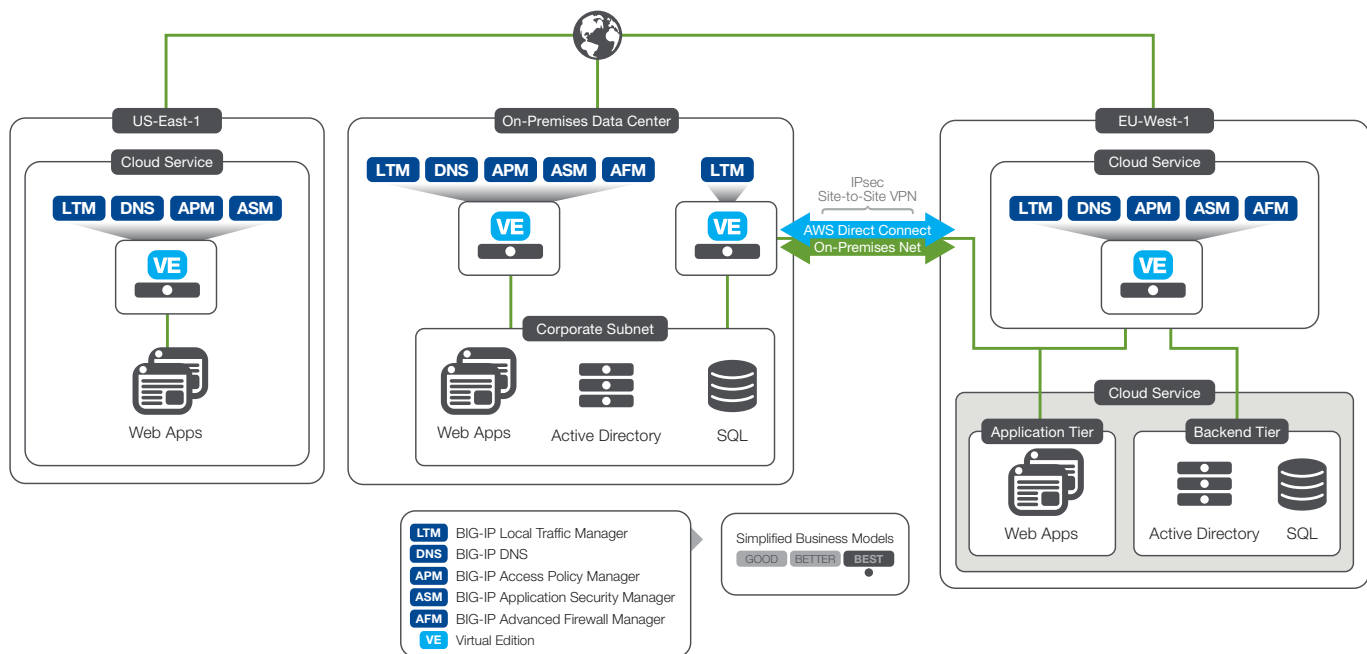 US-East-1
Cloud Service
LTM DNS APM ASM
VE
Web Apps
On-Premises Data Center
LTM DNS APM ASM AFM
LTM
VE
VE
Corporate Subnet
Web Apps
Active Directory
SQL
IPsec
Site-to-Site VPN
AWS Direct Connect
On-Premises Net
EU-West-1
Cloud Service
LTM DNS APM ASM AFM
VE
Cloud Service
Application Tier
Web Apps
Backend Tier
Active Directory
SQL
LTM BIG-IP Local Traffic Manager
DNS BIG-IP DNS
APM BIG-IP Access Policy Manager
ASM BIG-IP Application Security Manager
AFM BIG-IP Advanced Firewall Manager
VE Virtual Edition
Simplified Business Models
GOOD BETTER BEST